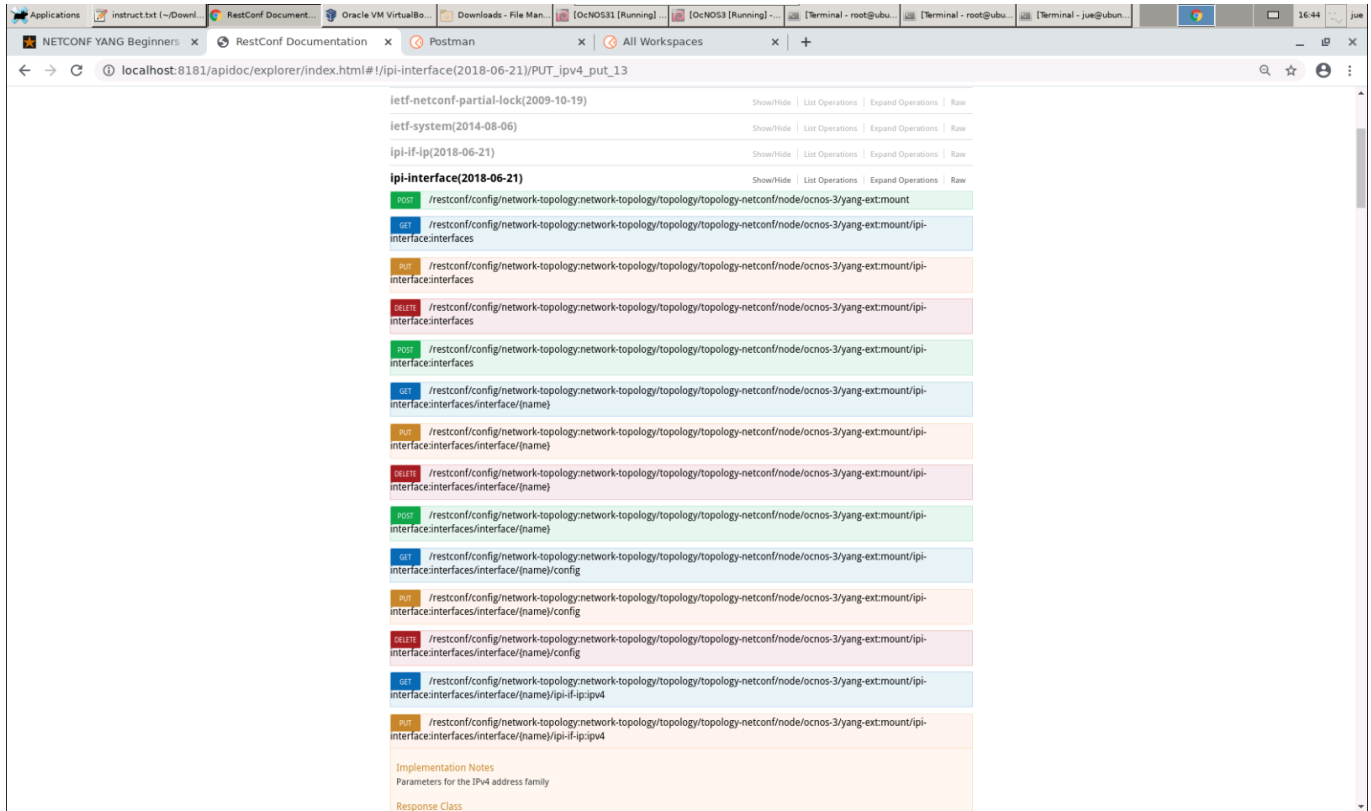 Applications instruct.txt (~/Downl... RestConf Document... Oracle VM VirtualBo... Downloads - File Man... [OcNOS31 [Running] ... [OcNOS3 [Running] -... [Terminal - root@ubu... [Terminal - root@ubu... [Terminal - jue@ubun... 16:44 jue
NETCONF YANG Beginners x RestConf Documentation x Postman x All Workspaces x +
localhost:8181/apidoc/explorer/index.html#!/ipi-interface(2018-06-21)/PUT_ipv4_put_13
ietf-netconf-partial-lock(2009-10-19) Show/Hide List Operations Expand Operations Raw
ietf-system(2014-08-06) Show/Hide List Operations Expand Operations Raw
ipi-if-ip(2018-06-21) Show/Hide List Operations Expand Operations Raw
ipi-interface(2018-06-21) Show/Hide List Operations Expand Operations Raw
POST /restconf/config/network-topology:network-topology/topology/topology-netconf/node/ocnos-3/yang-ext:mount
GET /restconf/config/network-topology:network-topology/topology/topology-netconf/node/ocnos-3/yang-ext:mount/ipi-
interface:interfaces
PUT /restconf/config/network-topology:network-topology/topology/topology-netconf/node/ocnos-3/yang-ext:mount/ipi-
interface:interfaces
DELETE /restconf/config/network-topology:network-topology/topology/topology-netconf/node/ocnos-3/yang-ext:mount/ipi-
interface:interfaces
POST /restconf/config/network-topology:network-topology/topology/topology-netconf/node/ocnos-3/yang-ext:mount/ipi-
interface:interfaces
GET /restconf/config/network-topology:network-topology/topology/topology-netconf/node/ocnos-3/yang-ext:mount/ipi-
interface:interfaces/interface/{name}
PUT /restconf/config/network-topology:network-topology/topology/topology-netconf/node/ocnos-3/yang-ext:mount/ipi-
interface:interfaces/interface/{name}
DELETE /restconf/config/network-topology:network-topology/topology/topology-netconf/node/ocnos-3/yang-ext:mount/ipi-
interface:interfaces/interface/{name}
POST /restconf/config/network-topology:network-topology/topology/topology-netconf/node/ocnos-3/yang-ext:mount/ipi-
interface:interfaces/interface/{name}
GET /restconf/config/network-topology:network-topology/topology/topology-netconf/node/ocnos-3/yang-ext:mount/ipi-
interface:interfaces/interface/{name}/config
PUT /restconf/config/network-topology:network-topology/topology/topology-netconf/node/ocnos-3/yang-ext:mount/ipi-
interface:interfaces/interface/{name}/config
DELETE /restconf/config/network-topology:network-topology/topology/topology-netconf/node/ocnos-3/yang-ext:mount/ipi-
interface:interfaces/interface/{name}/config
GET /restconf/config/network-topology:network-topology/topology/topology-netconf/node/ocnos-3/yang-ext:mount/ipi-
interface:interfaces/interface/{name}/ipi-if-ip:ipv4
PUT /restconf/config/network-topology:network-topology/topology/topology-netconf/node/ocnos-3/yang-ext:mount/ipi-
interface:interfaces/interface/{name}/ipi-if-ip:ipv4
Implementation Notes
Parameters for the IPv4 address family
Response Class